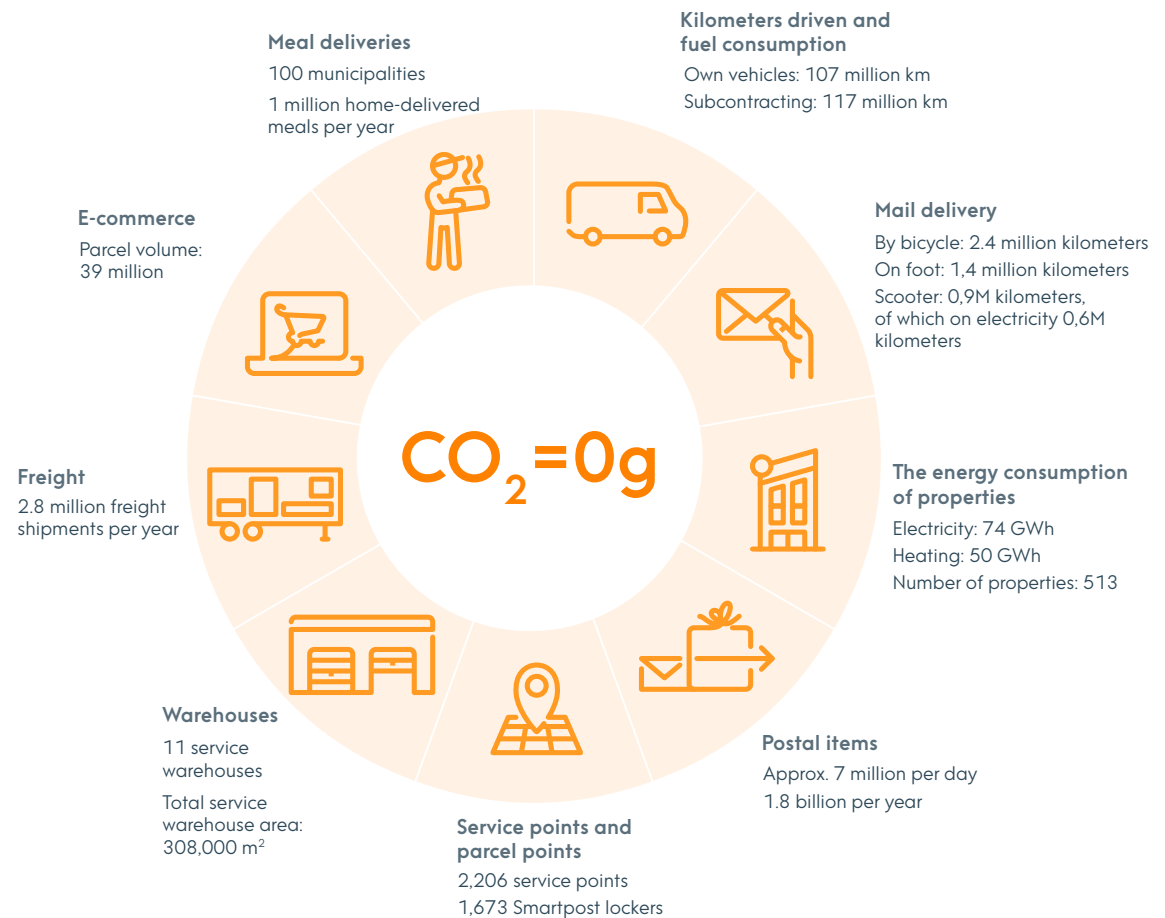 Meal deliveries
100 municipalities
1 million home-delivered
meals per year
Kilometers driven and
fuel consumption
Own vehicles: 107 million km
Subcontracting: 117 million km
E-commerce
Parcel volume:
39 million
Mail delivery
By bicycle: 2.4 million kilometers
On foot: 1,4 million kilometers
Scooter: 0,9M kilometers,
of which on electricity 0,6M
kilometers
CO₂=0g
Freight
2.8 million freight
shipments per year
The energy consumption
of properties
Electricity: 74 GWh
Heating: 50 GWh
Number of properties: 513
Warehouses
11 service
warehouses
Total service
warehouse area:
308,000 m²
Postal items
Approx. 7 million per day
1.8 billion per year
Service points and
parcel points
2,206 service points
1,673 Smartpost lockers